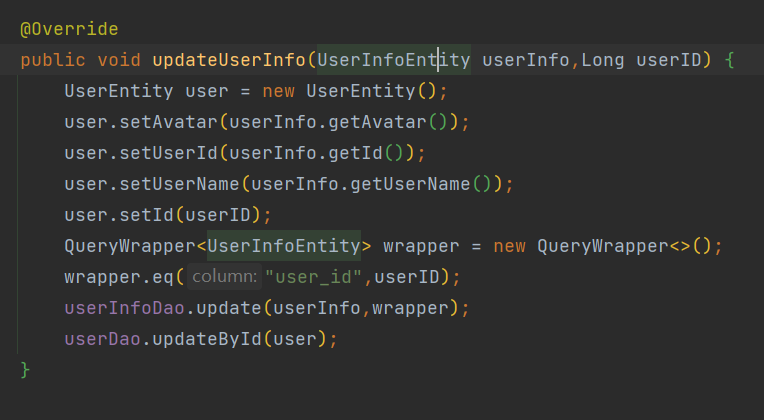 @Override
public void updateUserInfo(UserInfoEntity userInfo,Long userID) {
UserEntity user = new UserEntity();
user.setAvatar(userInfo.getAvatar());
user.setUserId(userInfo.getId());
user.setUserName(userInfo.getUserName());
user.setId(userID);
QueryWrapper<UserInfoEntity> wrapper = new QueryWrapper<>();
wrapper.eq( column: "user_id",userID);
userInfoDao.update(userInfo,wrapper);
userDao.updateById(user);
}